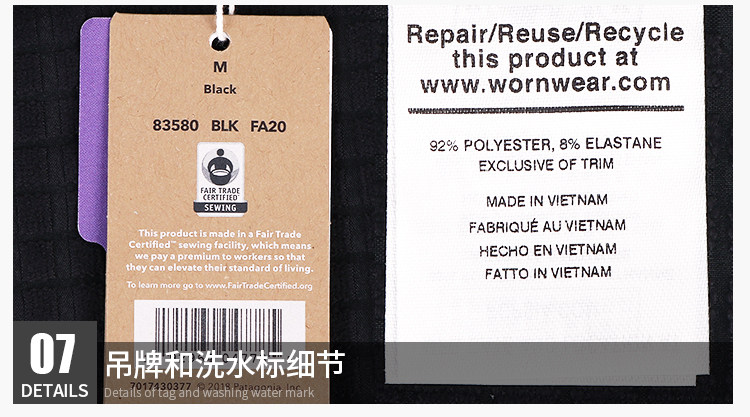 M
Black
83580 BLK FA20
FAIR TRADE
CERTIFIED
SEWING
This product is made in a Fair Trade
Certified™ sewing facility, which means
we pay a premium to workers so that
they can elevate their standard of living.
To learn more go to www.FairTradeCertified.org
7017430377 © 2018 Patagonia, Inc.
Repair/Reuse/Recycle
this product at
www.wornwear.com
92% POLYESTER, 8% ELASTANE
EXCLUSIVE OF TRIM
MADE IN VIETNAM
FABRIQUÉ AU VIETNAM
HECHO EN VIETNAM
FATTO IN VIETNAM
07
DETAILS
吊牌和洗水标细节
Details of tag and washing water mark